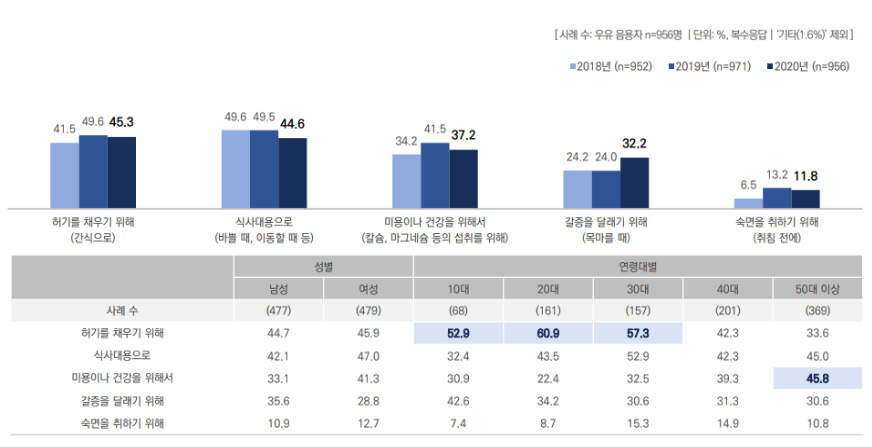 [ 사례 수: 우유 음용자 n=956명 | 단위: %, 복수응답 | '기타(1.6%)' 제외 ]
2018년 (n=952) 2019년 (n=971) 2020년 (n=956)
41.5 49.6 45.3 49.6 49.5 44.6 34.2 41.5 37.2 24.2 24.0 32.2 6.5 13.2 11.8
허기를 채우기 위해 식사대용으로 미용이나 건강을 위해서 갈증을 달래기 위해 숙면을 취하기 위해
(간식으로) (바쁠 때, 이동할 때 등) (칼슘, 마그네슘 등의 섭취를 위해) (목마를 때) (취침 전에)
성별 연령대별
남성 여성 10대 20대 30대 40대 50대 이상
사례 수 (477) (479) (68) (161) (157) (201) (369)
허기를 채우기 위해 44.7 45.9 52.9 60.9 57.3 42.3 33.6
식사대용으로 42.1 47.0 32.4 43.5 52.9 42.3 45.0
미용이나 건강을 위해서 33.1 41.3 30.9 22.4 32.5 39.3 45.8
갈증을 달래기 위해 35.6 28.8 42.6 34.2 30.6 31.3 30.6
숙면을 취하기 위해 10.9 12.7 7.4 8.7 15.3 14.9 10.8